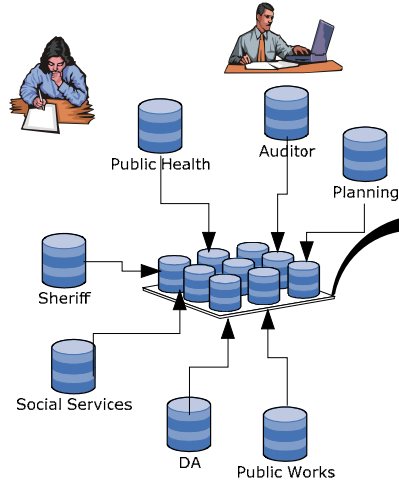 Public Health
Auditor
Planning
Sheriff
Social Services
DA
Public Works